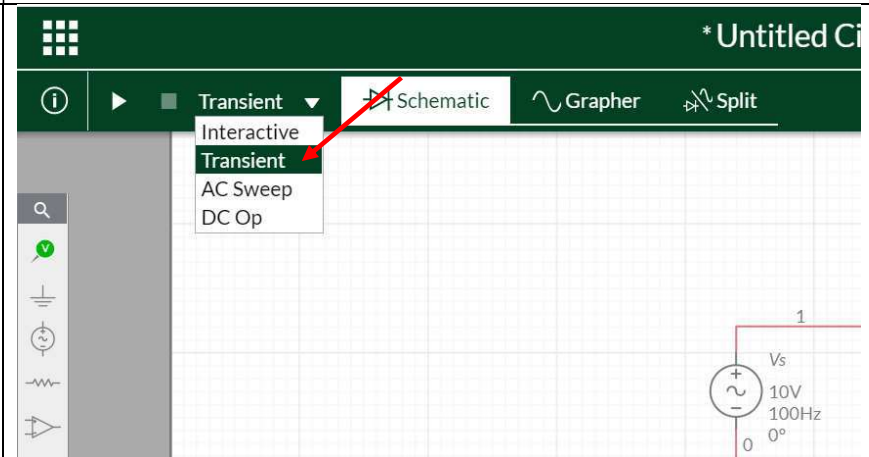 *Untitled Ci
Transient Schematic Grapher Split
Interactive
Transient
AC Sweep
DC Op
V
1
Vs
10V
100Hz
0°
0